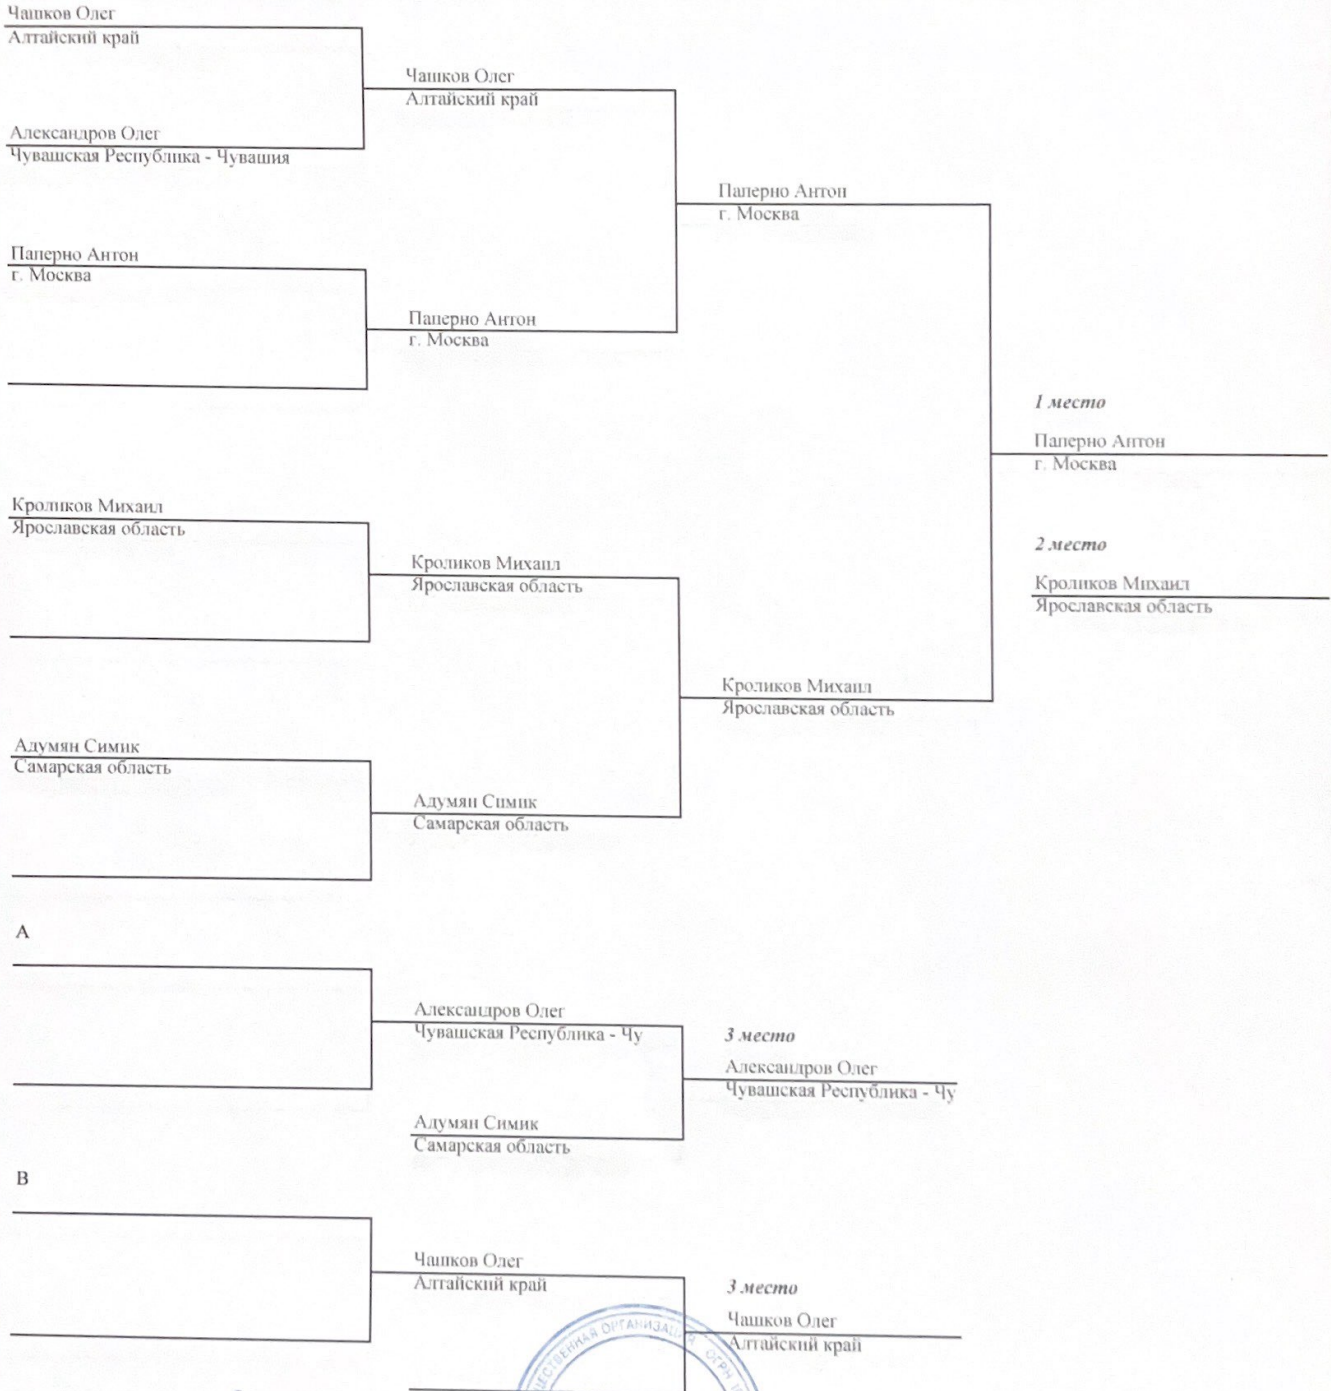 Чашков Олег
Алтайский край
Чашков Олег
Алтайский край
Александров Олег
Чувашская Республика - Чувашия
Паперно Антон
г. Москва
Паперно Антон
г. Москва
Паперно Антон
г. Москва
1 место
Паперно Антон
г. Москва
Кроликов Михаил
Ярославская область
2 место
Кроликов Михаил
Ярославская область
Кроликов Михаил
Ярославская область
Кроликов Михаил
Ярославская область
Адумян Симик
Самарская область
Адумян Симик
Самарская область
А
Александров Олег
Чувашская Республика - Чу
3 место
Александров Олег
Чувашская Республика - Чу
Адумян Симик
Самарская область
В
Чашков Олег
Алтайский край
3 место
Чашков Олег
Алтайский край
ОРГАНИЗАЦИЯ ОГРН